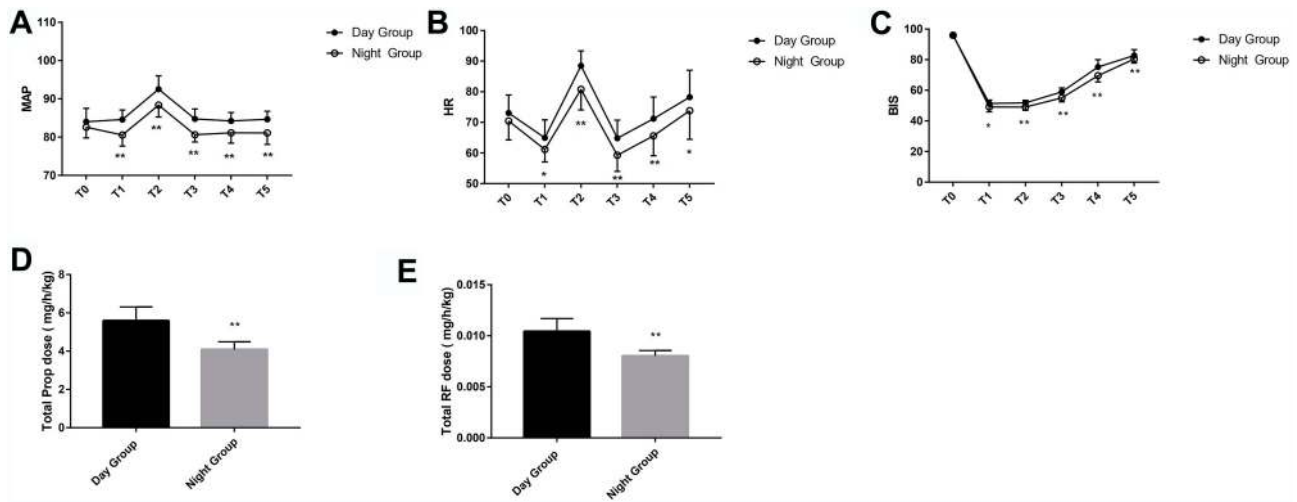 A
MAP
110
100
90
80
70
T0 T1 T2 T3 T4 T5
Day Group
Night Group
** ** ** ** **
B
HR
100
90
80
70
60
50
T0 T1 T2 T3 T4 T5
Day Group
Night Group
* ** ** ** *
C
BIS
100
80
60
40
20
0
T0 T1 T2 T3 T4 T5
Day Group
Night Group
* ** ** ** **
D
Total Prop dose ( mg/h/kg)
8
6
4
2
0
**
Day Group
Night Group
E
Total RF dose ( mg/h/kg)
0.015
0.010
0.005
0.000
**
Day Group
Night Group